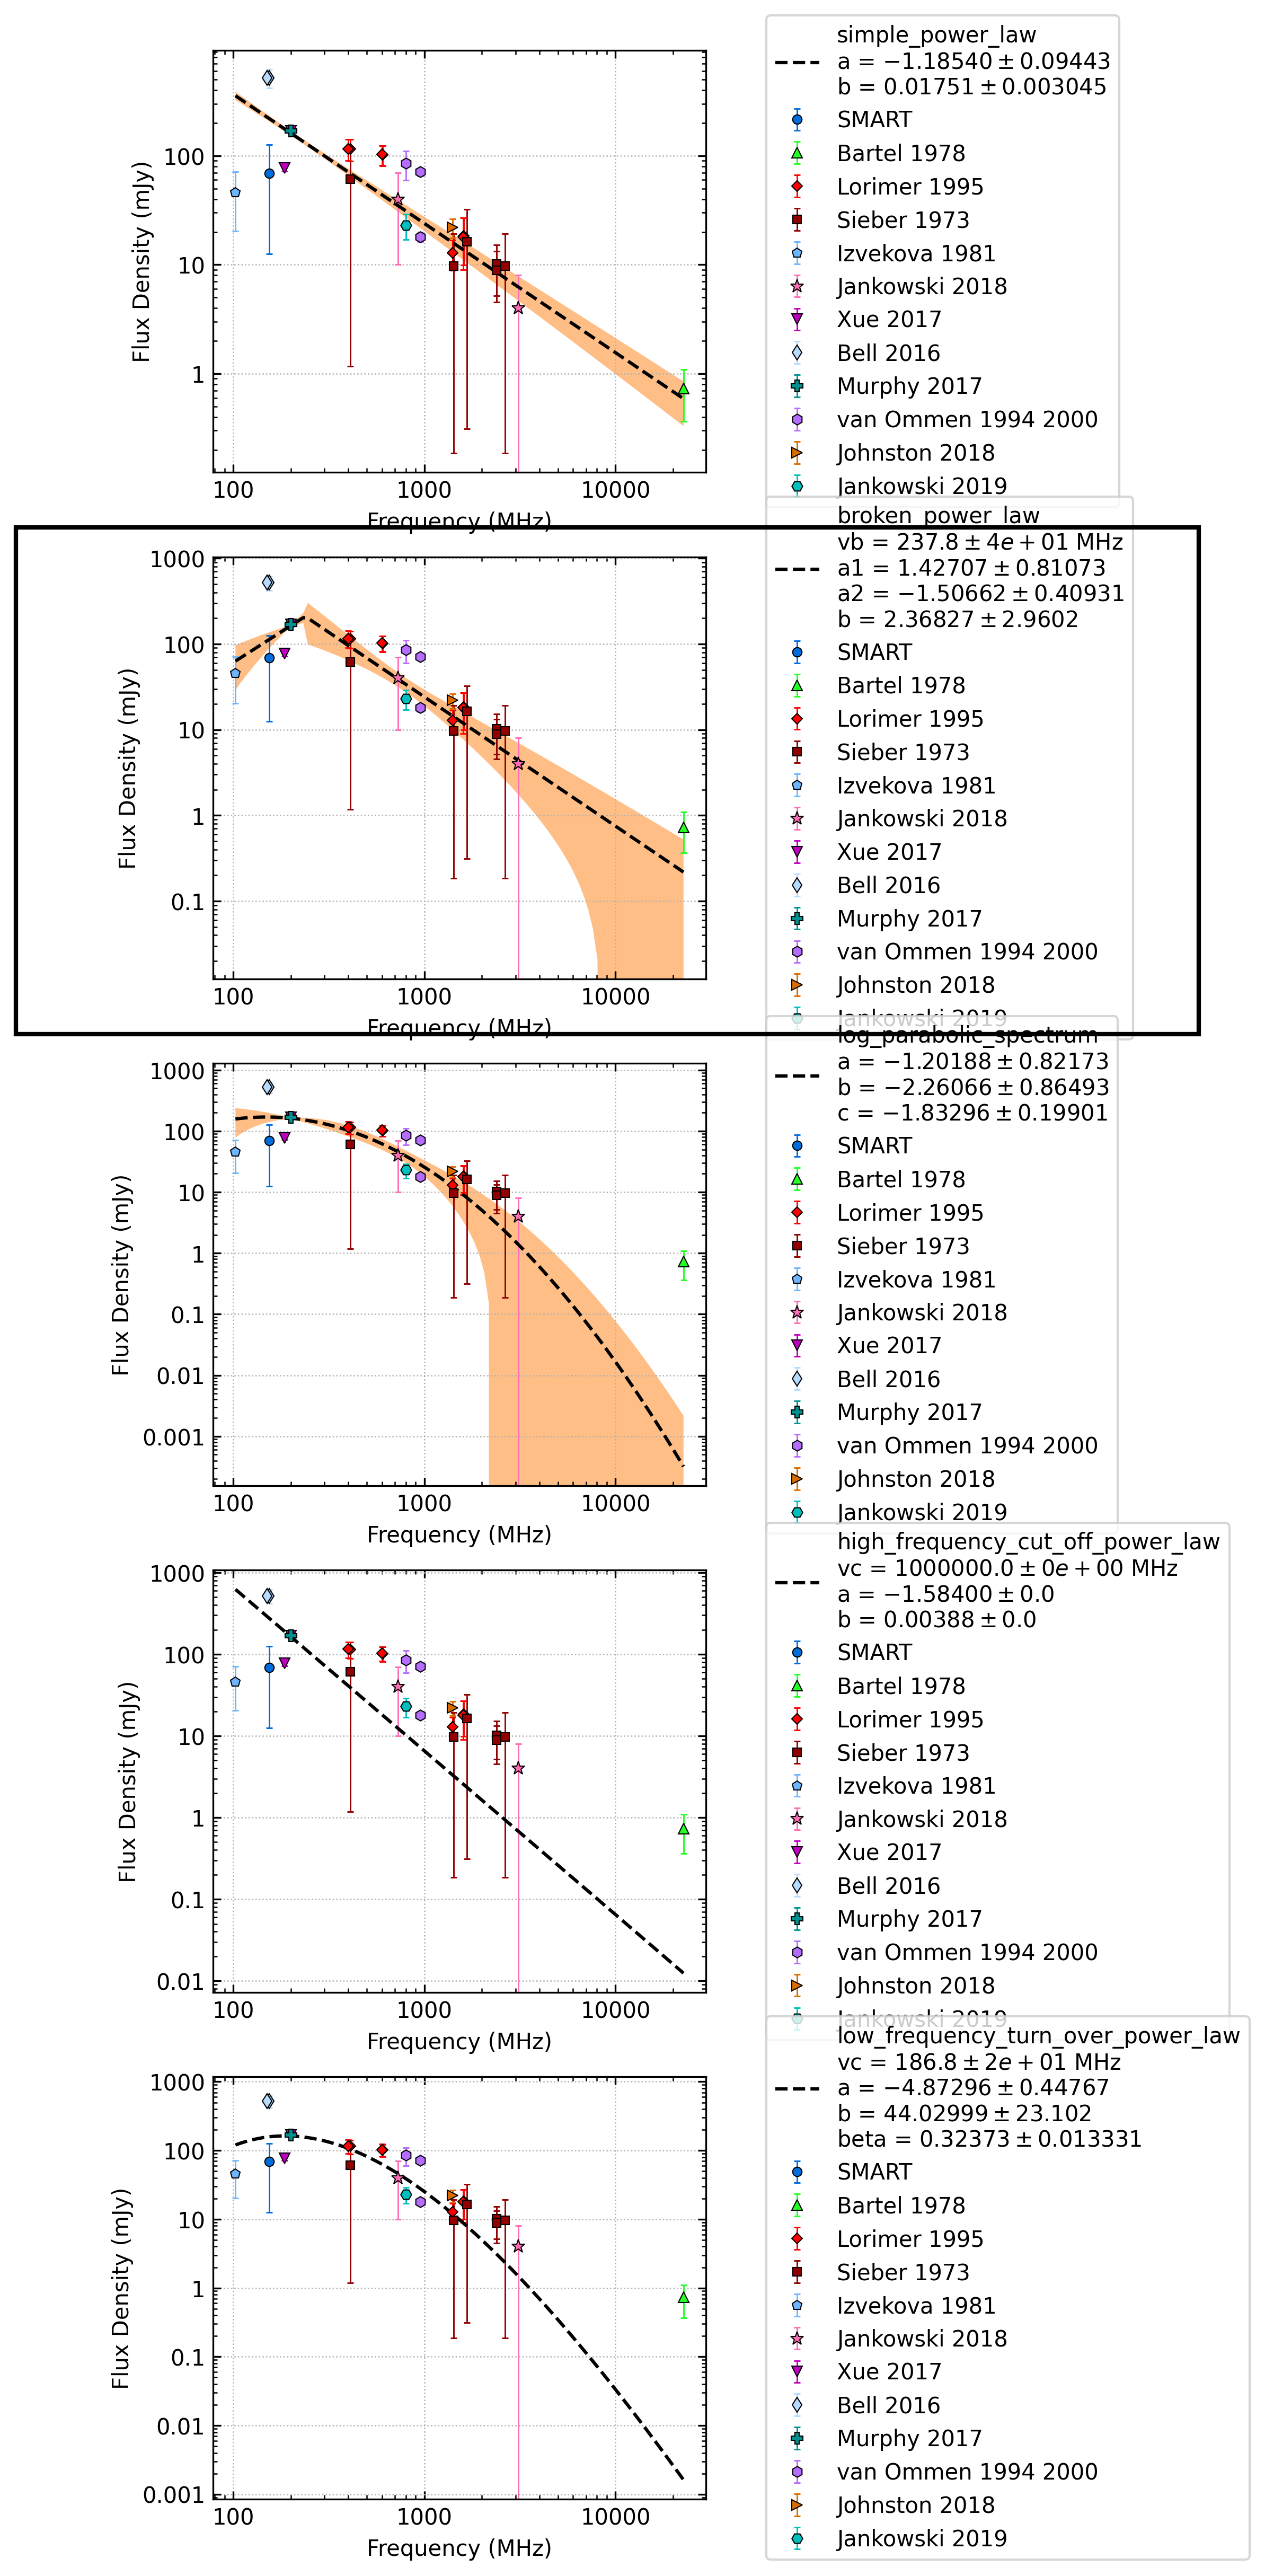 simple_power_law
a = −1.18540 ± 0.09443
b = 0.01751 ± 0.003045
SMART
Bartel 1978
Lorimer 1995
Sieber 1973
Izvekova 1981
Jankowski 2018
Xue 2017
Bell 2016
Murphy 2017
van Ommen 1994 2000
Johnston 2018
Jankowski 2019
Flux Density (mJy)
100
10
1
100
1000
10000
Frequency (MHz)
broken_power_law
vb = 237.8 ± 4e + 01 MHz
a1 = 1.42707 ± 0.81073
a2 = −1.50662 ± 0.40931
b = 2.36827 ± 2.9602
SMART
Bartel 1978
Lorimer 1995
Sieber 1973
Izvekova 1981
Jankowski 2018
Xue 2017
Bell 2016
Murphy 2017
van Ommen 1994 2000
Johnston 2018
Jankowski 2019
Flux Density (mJy)
1000
100
10
1
0.1
100
1000
10000
Frequency (MHz)
log_parabolic_spectrum
a = −1.20188 ± 0.82173
b = −2.26066 ± 0.86493
c = −1.83296 ± 0.19901
SMART
Bartel 1978
Lorimer 1995
Sieber 1973
Izvekova 1981
Jankowski 2018
Xue 2017
Bell 2016
Murphy 2017
van Ommen 1994 2000
Johnston 2018
Jankowski 2019
Flux Density (mJy)
1000
100
10
1
0.1
0.01
0.001
100
1000
10000
Frequency (MHz)
high_frequency_cut_off_power_law
vc = 1000000.0 ± 0e + 00 MHz
a = −1.58400 ± 0.0
b = 0.00388 ± 0.0
SMART
Bartel 1978
Lorimer 1995
Sieber 1973
Izvekova 1981
Jankowski 2018
Xue 2017
Bell 2016
Murphy 2017
van Ommen 1994 2000
Johnston 2018
Jankowski 2019
Flux Density (mJy)
1000
100
10
1
0.1
0.01
100
1000
10000
Frequency (MHz)
low_frequency_turn_over_power_law
vc = 186.8 ± 2e + 01 MHz
a = −4.87296 ± 0.44767
b = 44.02999 ± 23.102
beta = 0.32373 ± 0.013331
SMART
Bartel 1978
Lorimer 1995
Sieber 1973
Izvekova 1981
Jankowski 2018
Xue 2017
Bell 2016
Murphy 2017
van Ommen 1994 2000
Johnston 2018
Jankowski 2019
Flux Density (mJy)
1000
100
10
1
0.1
0.01
0.001
100
1000
10000
Frequency (MHz)